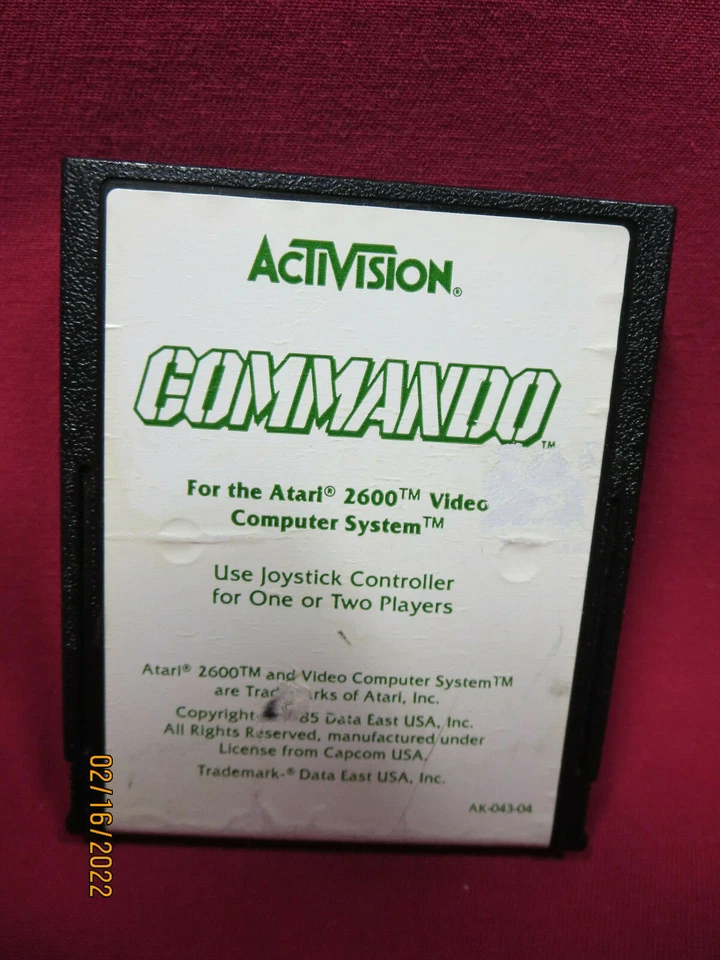 ACTIVISION®
COMMANDO™
For the Atari® 2600™ Video
Computer System™
Use Joystick Controller
for One or Two Players
Atari® 2600™ and Video Computer System™
are of Atari, Inc.
Copyright 85 Data East USA, Inc.
All Rights Reserved, manufactured under
License from Capcom USA.
Trademark-® Data East USA, Inc.
AK-043-04
02/16/2022